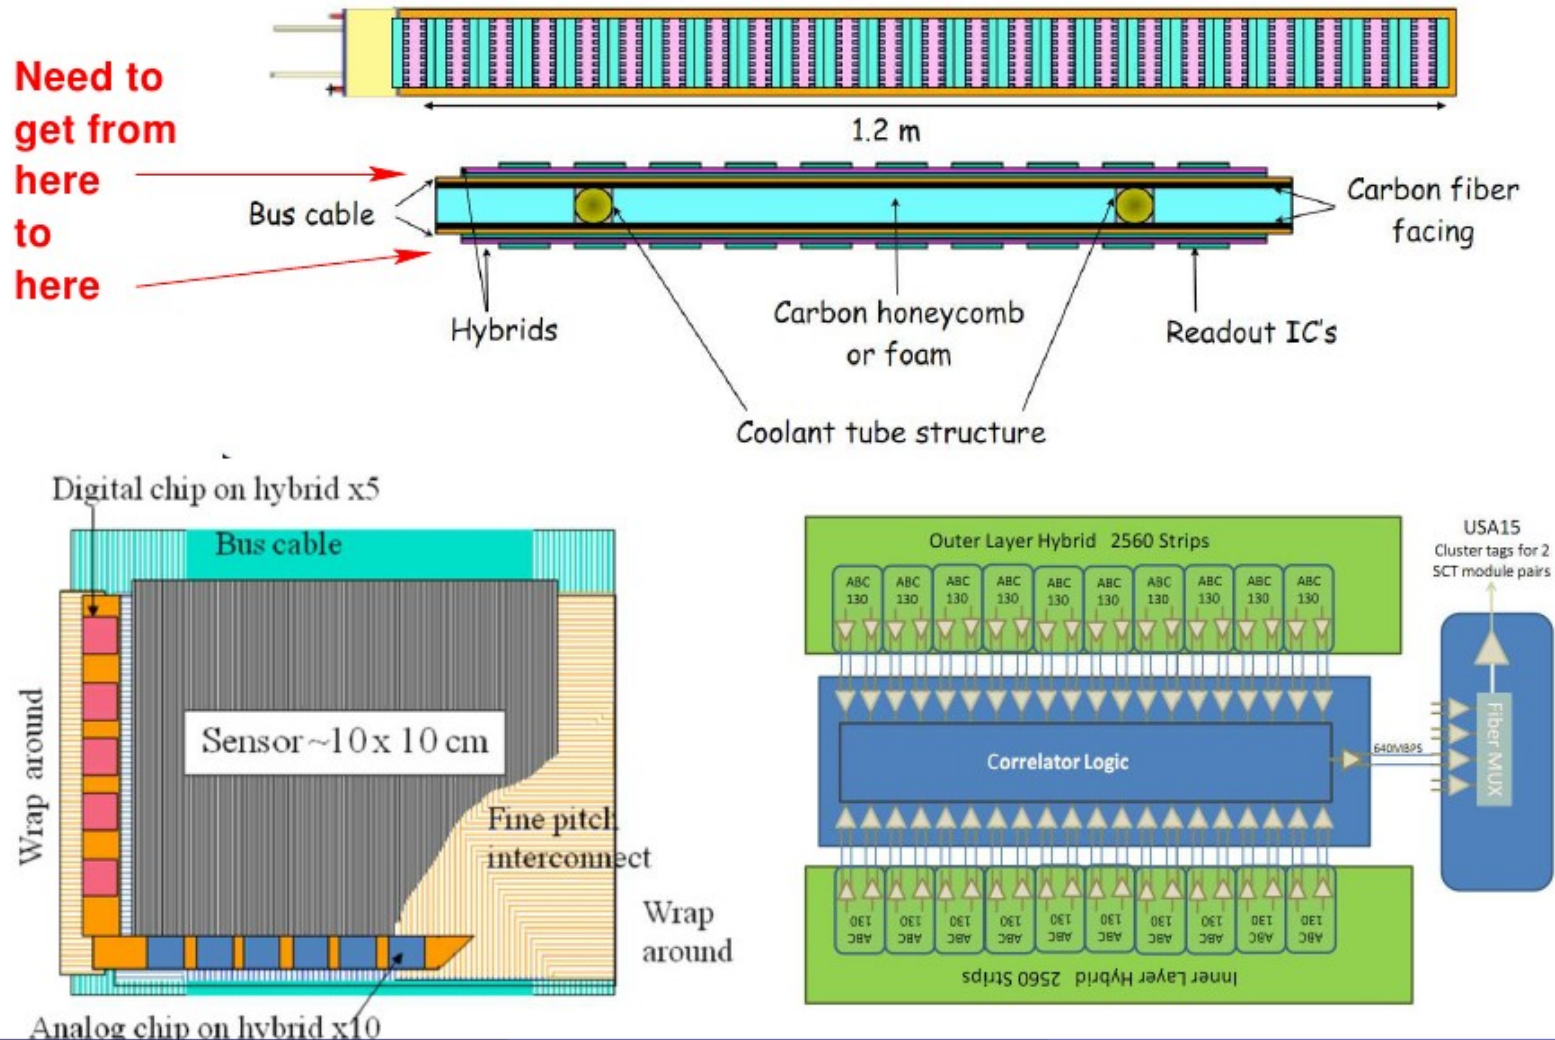 Need to
get from
here
to
here
1.2 m
Bus cable
Carbon fiber
facing
Hybrids
Carbon honeycomb
or foam
Readout IC's
Coolant tube structure
Digital chip on hybrid x5
Bus cable
Wrap around
Sensor ~10 x 10 cm
Fine pitch
interconnect
Wrap
around
Analog chip on hybrid x10
Outer Layer Hybrid 2560 Strips
ABC ABC ABC ABC ABC ABC ABC ABC ABC ABC
130 130 130 130 130 130 130 130 130 130
Correlator Logic
640MBPS
USA15
Cluster tags for 2
SCT module pairs
Fiber MUX
ABC ABC ABC ABC ABC ABC ABC ABC ABC ABC
130 130 130 130 130 130 130 130 130 130
Inner Layer Hybrid 2560 Strips